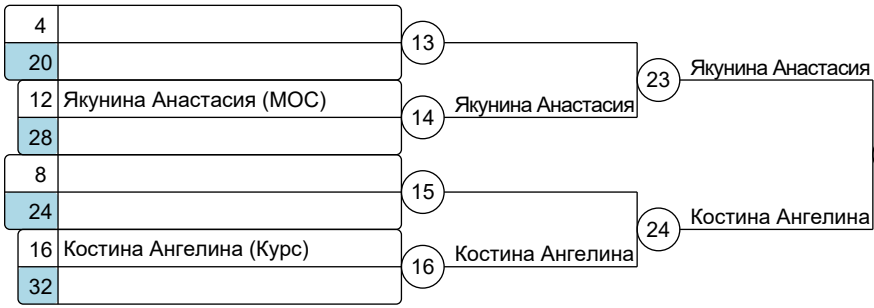 4
13
20
23 Якунина Анастасия
12 Якунина Анастасия (МОС)
14 Якунина Анастасия
28
8
15
24
24 Костина Ангелина
16 Костина Ангелина (Курс)
16 Костина Ангелина
32